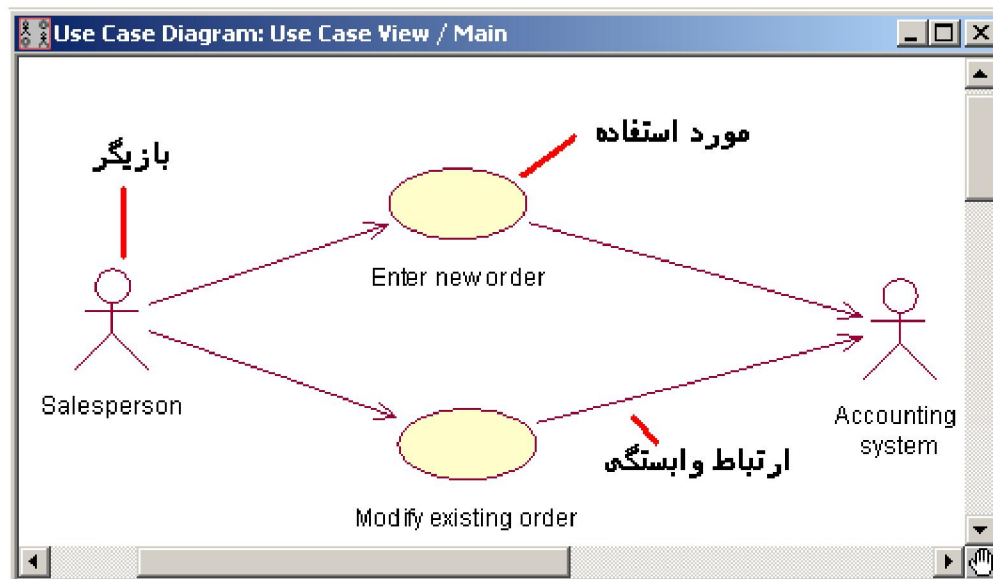 Use Case Diagram: Use Case View / Main
مورد استفاده
بازیگر
Enter new order
Salesperson
Accounting
system
ارتباط وابستگی
Modify existing order